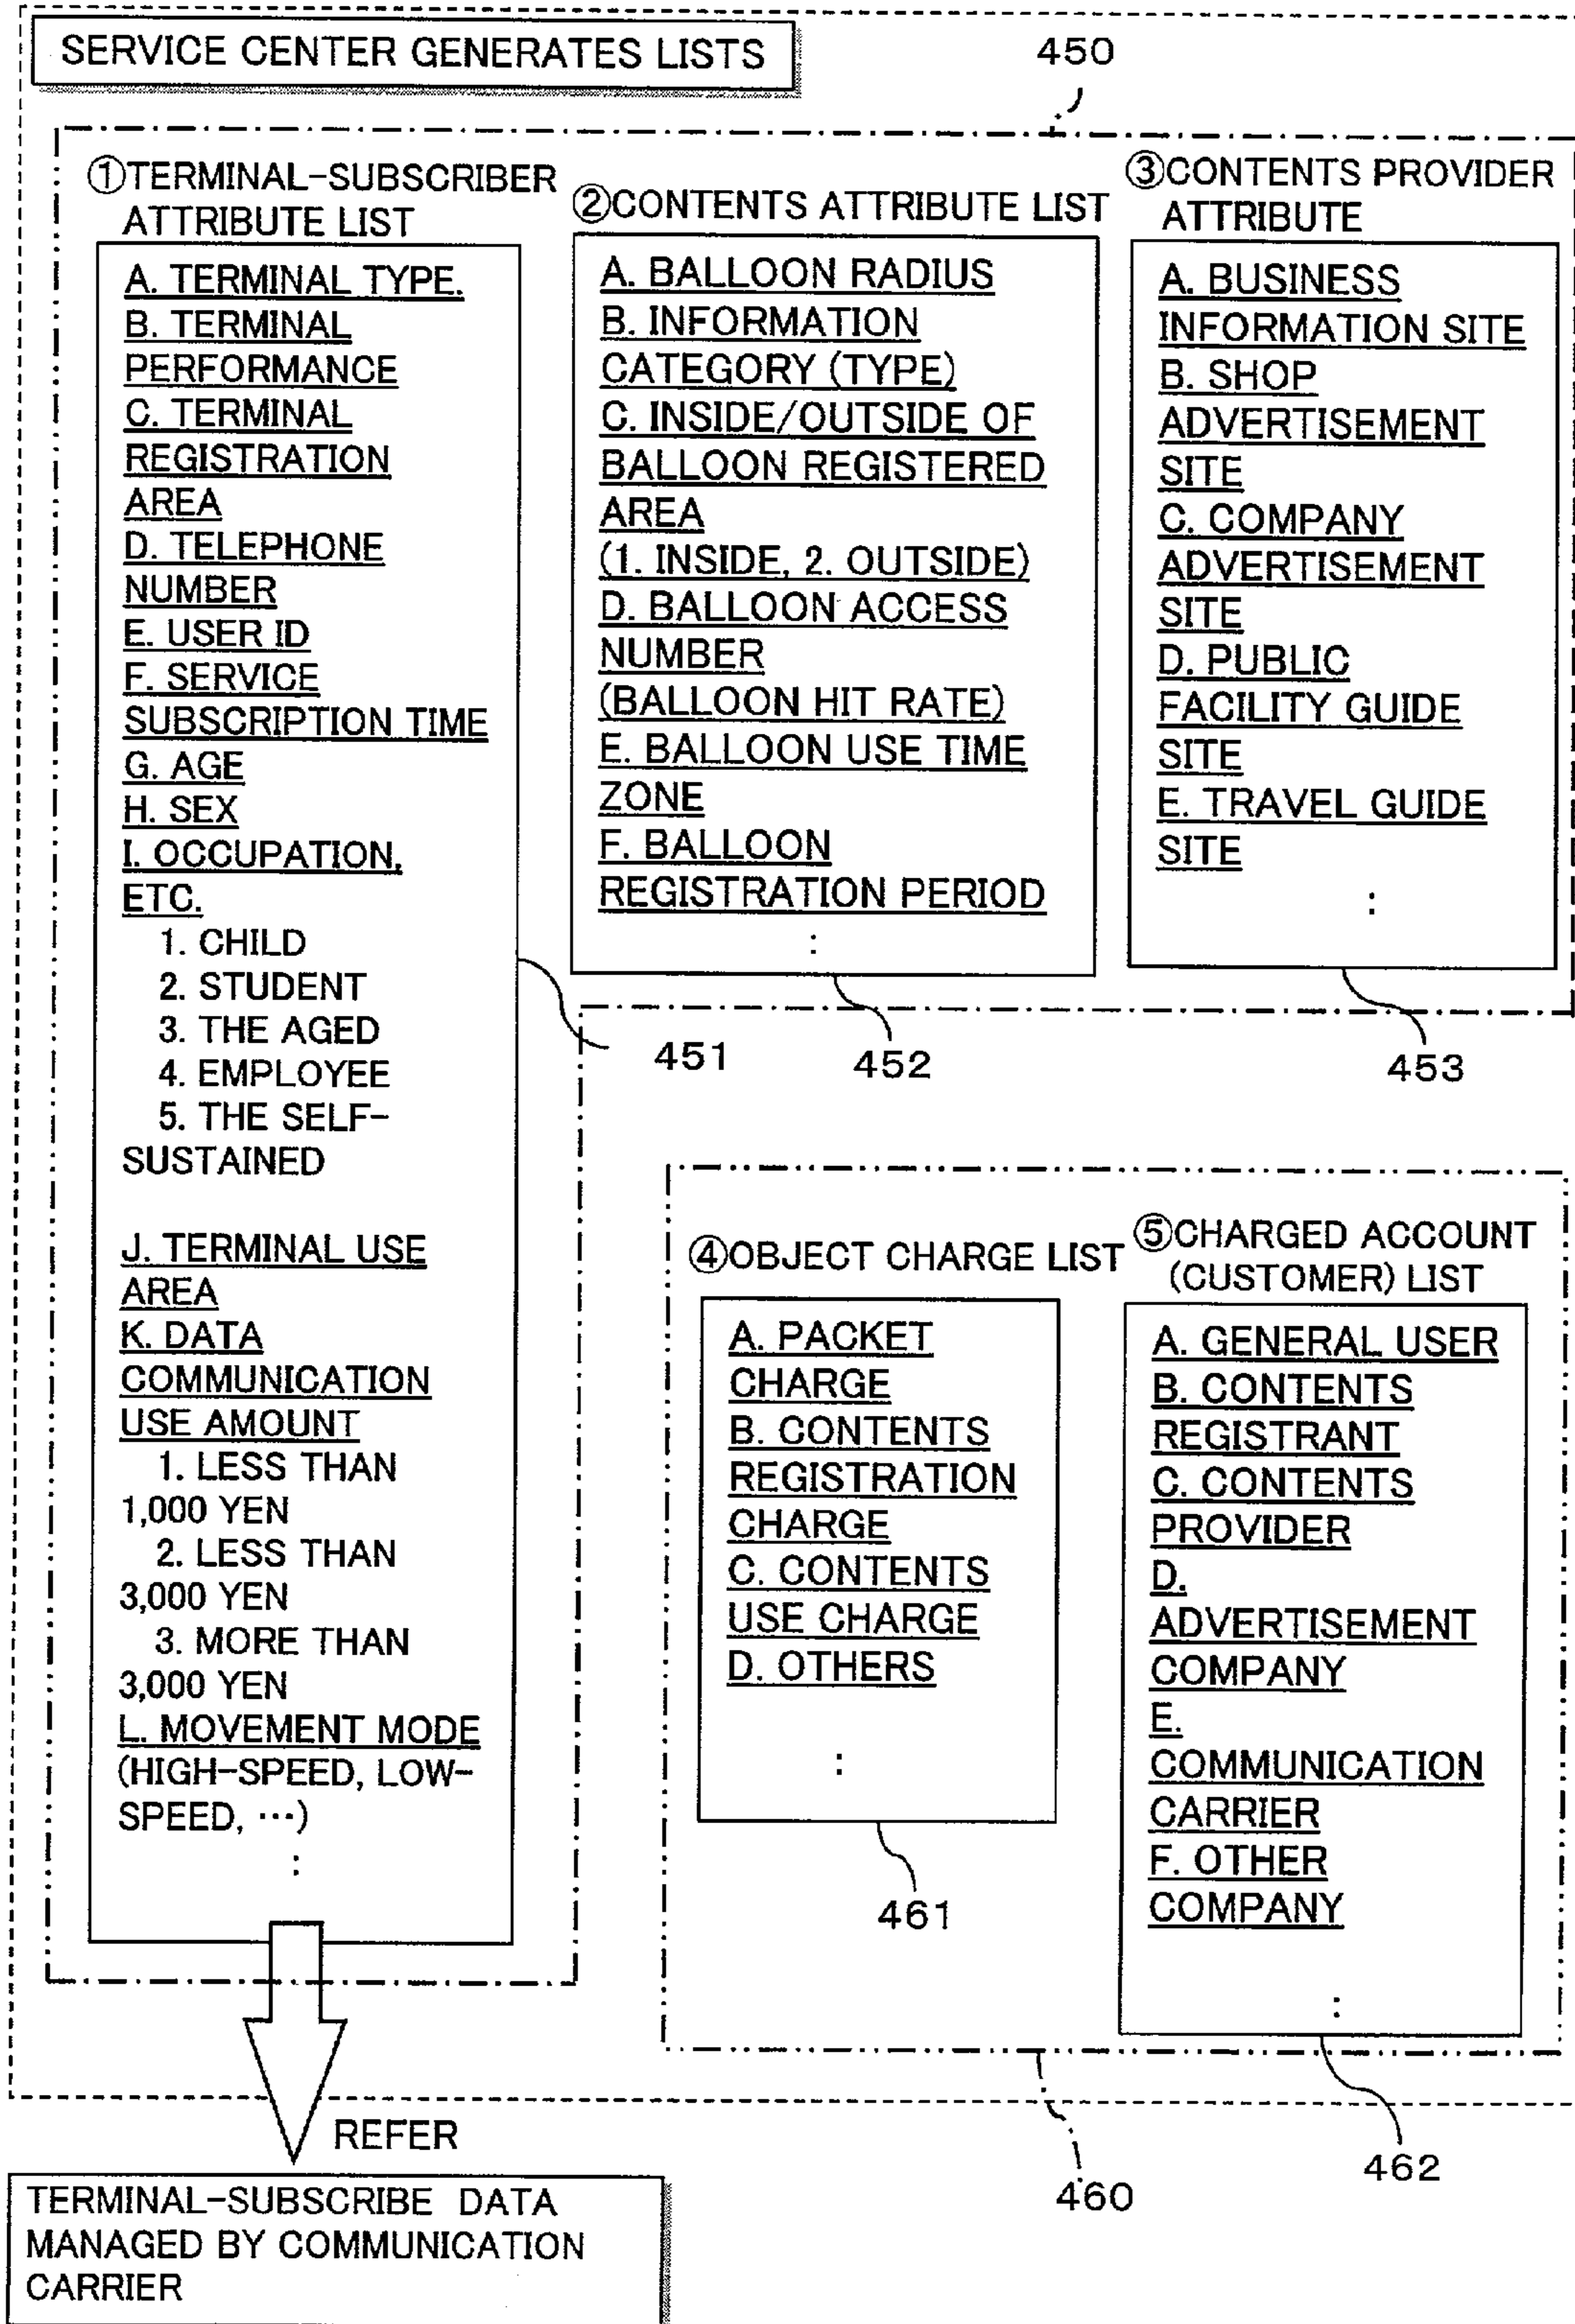 SERVICE CENTER GENERATES LISTS
450
①TERMINAL-SUBSCRIBER
ATTRIBUTE LIST
A. TERMINAL TYPE.
B. TERMINAL
PERFORMANCE
C. TERMINAL
REGISTRATION
AREA
D. TELEPHONE
NUMBER
E. USER ID
F. SERVICE
SUBSCRIPTION TIME
G. AGE
H. SEX
I. OCCUPATION,
ETC.
1. CHILD
2. STUDENT
3. THE AGED
4. EMPLOYEE
5. THE SELF-
SUSTAINED
J. TERMINAL USE
AREA
K. DATA
COMMUNICATION
USE AMOUNT
1. LESS THAN
1,000 YEN
2. LESS THAN
3,000 YEN
3. MORE THAN
3,000 YEN
L. MOVEMENT MODE
(HIGH-SPEED, LOW-
SPEED, ···)
:
451
②CONTENTS ATTRIBUTE LIST
A. BALLOON RADIUS
B. INFORMATION
CATEGORY (TYPE)
C. INSIDE/OUTSIDE OF
BALLOON REGISTERED
AREA
(1. INSIDE, 2. OUTSIDE)
D. BALLOON ACCESS
NUMBER
(BALLOON HIT RATE)
E. BALLOON USE TIME
ZONE
F. BALLOON
REGISTRATION PERIOD
:
452
③CONTENTS PROVIDER
ATTRIBUTE
A. BUSINESS
INFORMATION SITE
B. SHOP
ADVERTISEMENT
SITE
C. COMPANY
ADVERTISEMENT
SITE
D. PUBLIC
FACILITY GUIDE
SITE
E. TRAVEL GUIDE
SITE
:
453
④OBJECT CHARGE LIST
A. PACKET
CHARGE
B. CONTENTS
REGISTRATION
CHARGE
C. CONTENTS
USE CHARGE
D. OTHERS
:
461
⑤CHARGED ACCOUNT
(CUSTOMER) LIST
A. GENERAL USER
B. CONTENTS
REGISTRANT
C. CONTENTS
PROVIDER
D.
ADVERTISEMENT
COMPANY
E.
COMMUNICATION
CARRIER
F. OTHER
COMPANY
:
462
460
REFER
TERMINAL-SUBSCRIBE DATA
MANAGED BY COMMUNICATION
CARRIER